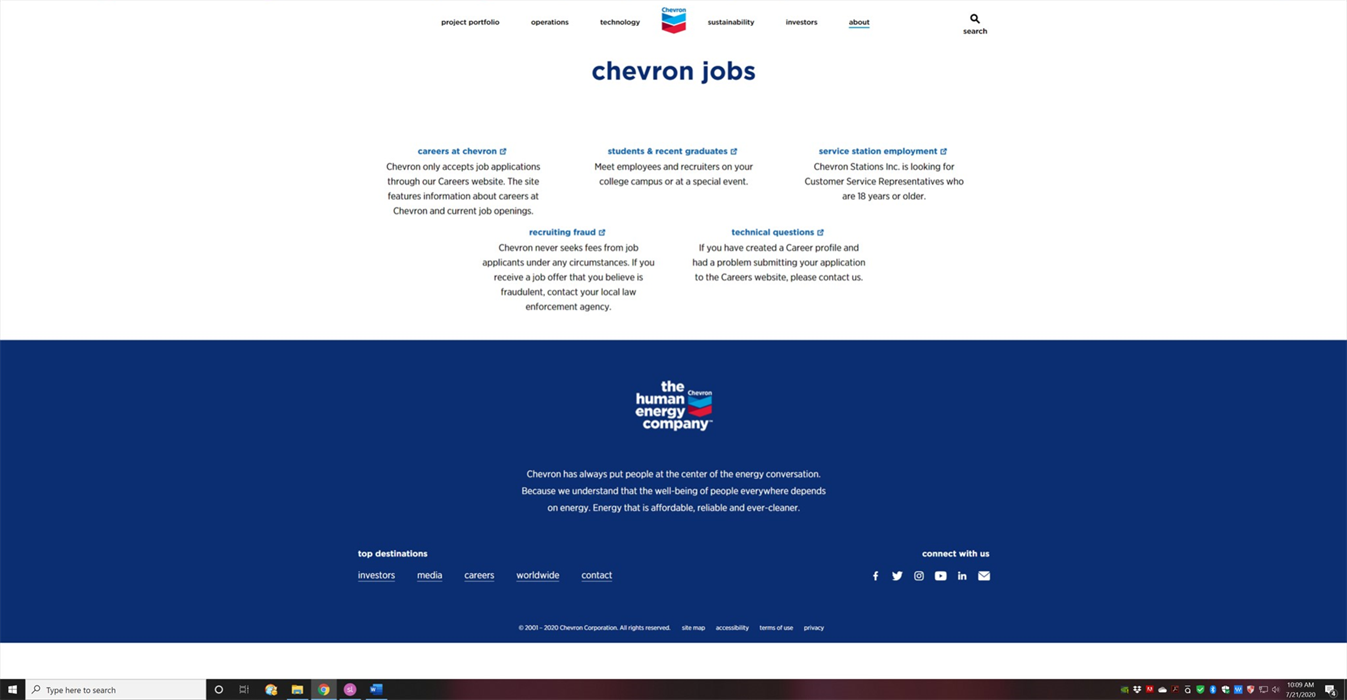 project portfolio operations technology Chevron sustainability investors about search
chevron jobs
careers at chevron
Chevron only accepts job applications
through our Careers website. The site
features information about careers at
Chevron and current job openings.
students & recent graduates
Meet employees and recruiters on your
college campus or at a special event.
service station employment
Chevron Stations Inc. is looking for
Customer Service Representatives who
are 18 years or older.
recruiting fraud
Chevron never seeks fees from job
applicants under any circumstances. If you
receive a job offer that you believe is
fraudulent, contact your local law
enforcement agency.
technical questions
If you have created a Career profile and
had a problem submitting your application
to the Careers website, please contact us.
the
human
energy
company™
Chevron
Chevron has always put people at the center of the energy conversation.
Because we understand that the well-being of people everywhere depends
on energy. Energy that is affordable, reliable and ever-cleaner.
top destinations
investors media careers worldwide contact
connect with us
© 2001 – 2020 Chevron Corporation. All rights reserved. site map accessibility terms of use privacy
Type here to search
10:09 AM
7/21/2020